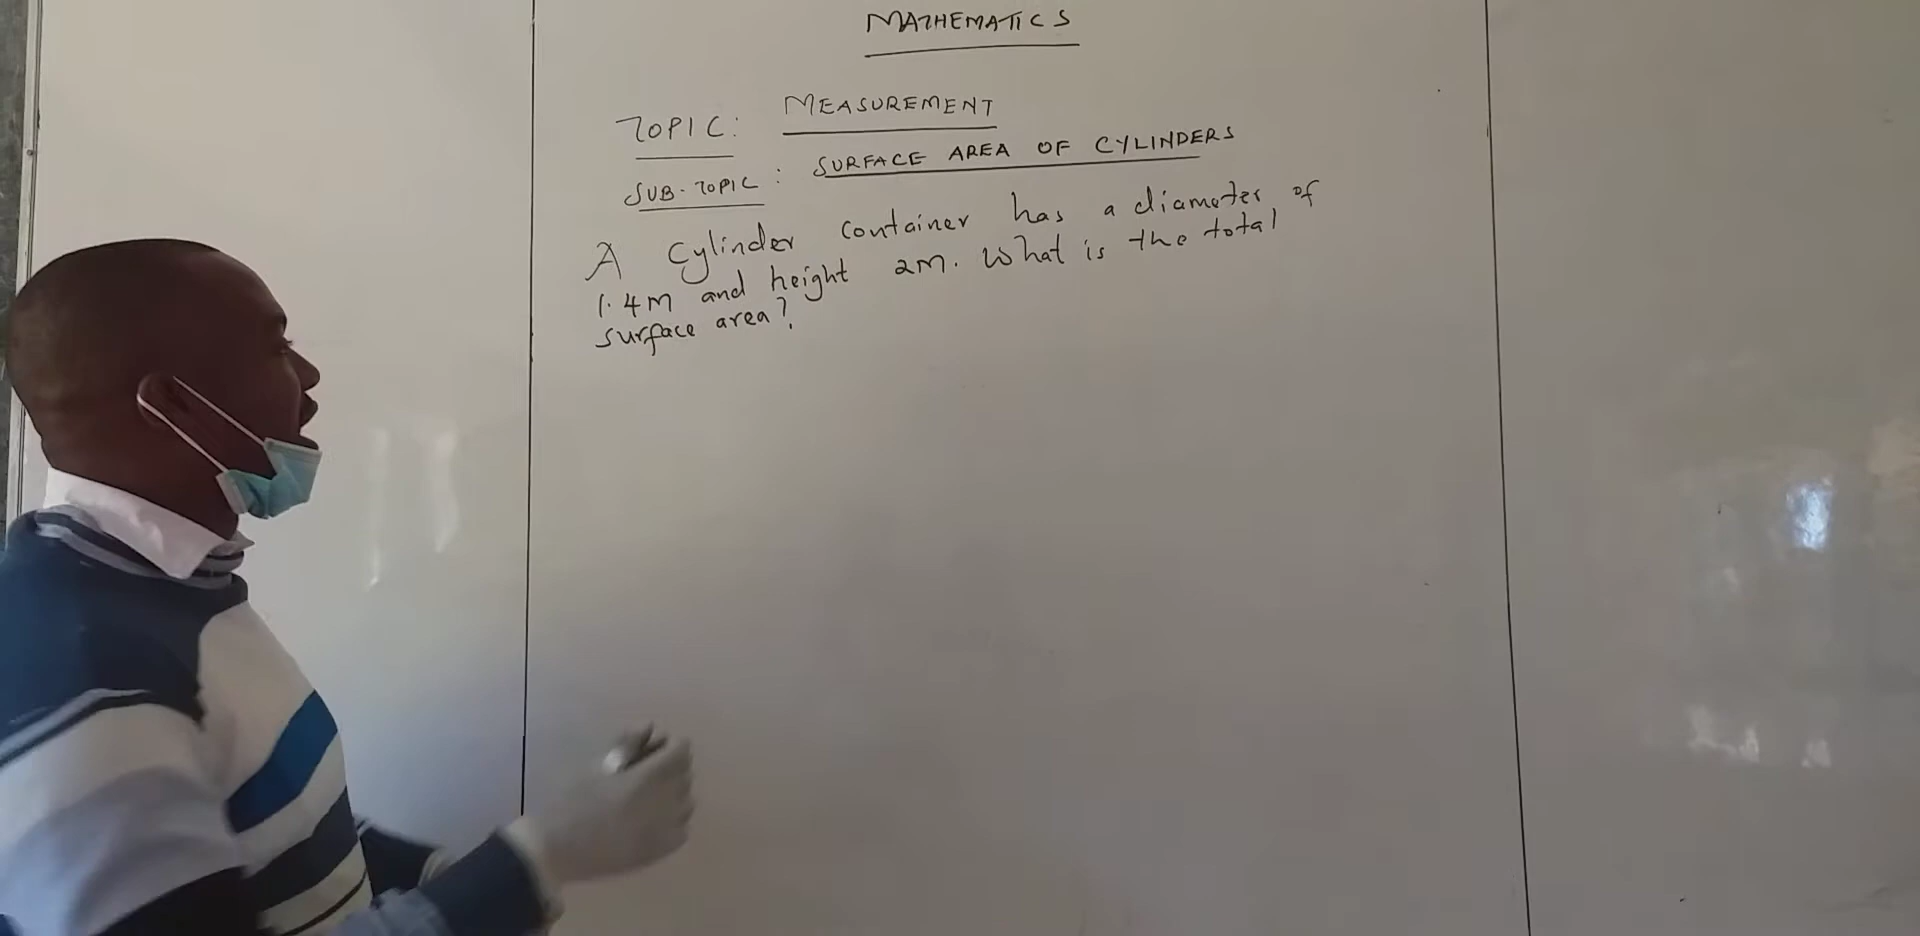 MATHEMATICS
TOPIC: MEASUREMENT
SUB-TOPIC: SURFACE AREA OF CYLINDERS
A cylinder container has a diameter of
1.4M and height 2M. What is the total
surface area?